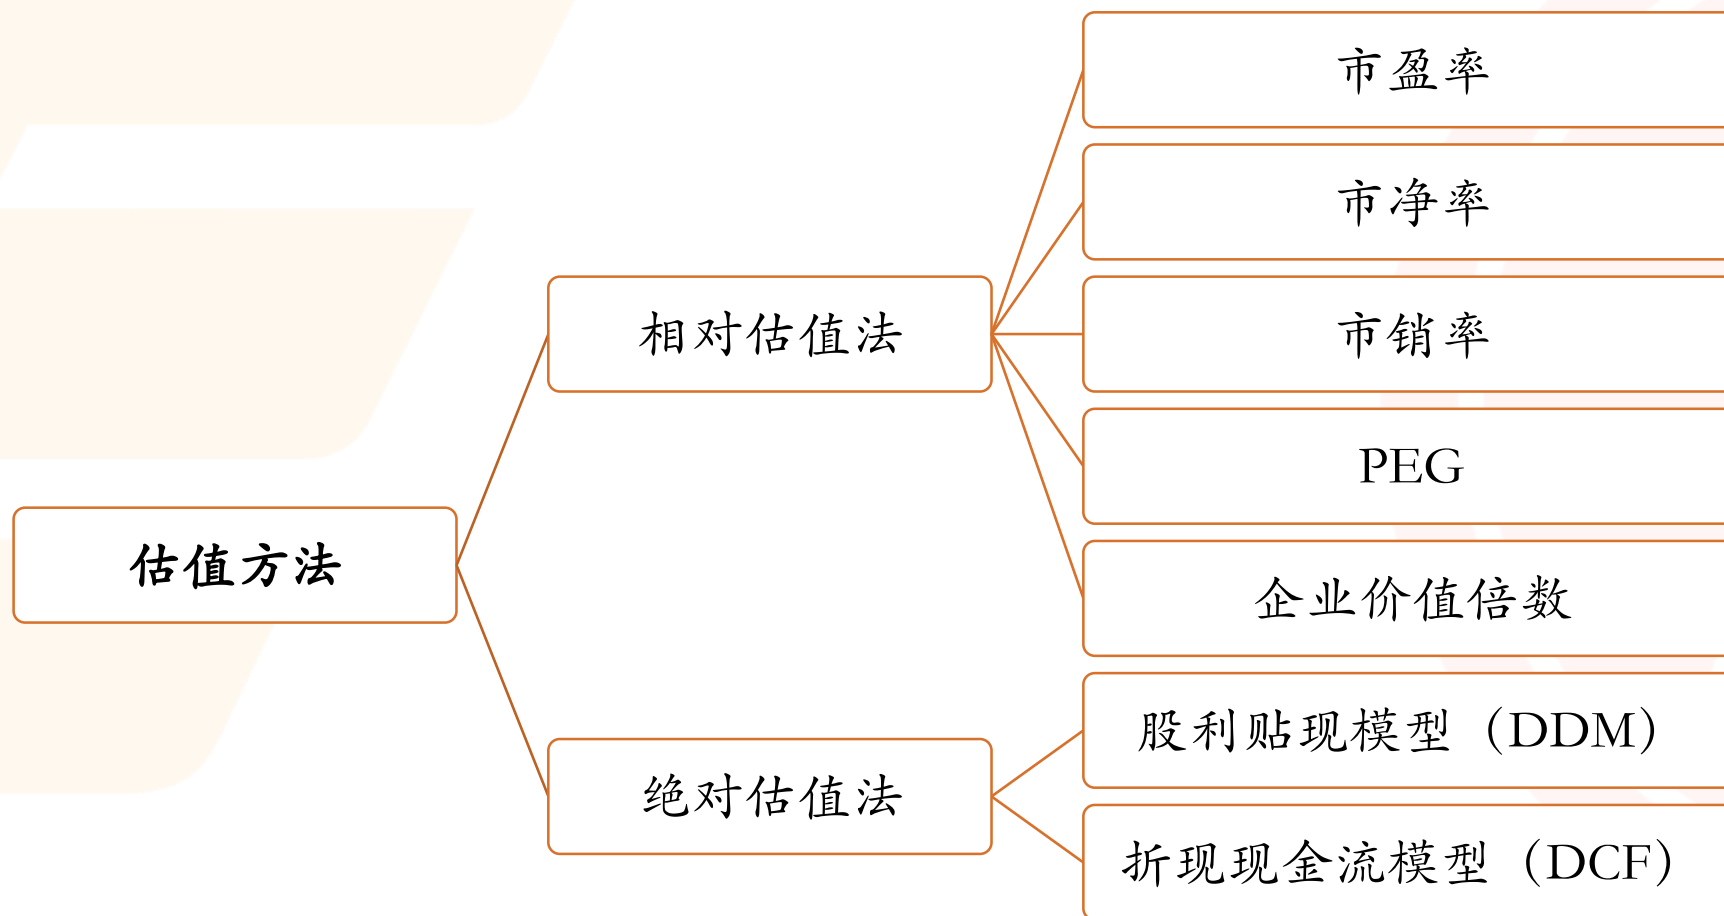 估值方法
相对估值法
市盈率
市净率
市销率
PEG
企业价值倍数
绝对估值法
股利贴现模型（DDM）
折现现金流模型（DCF）